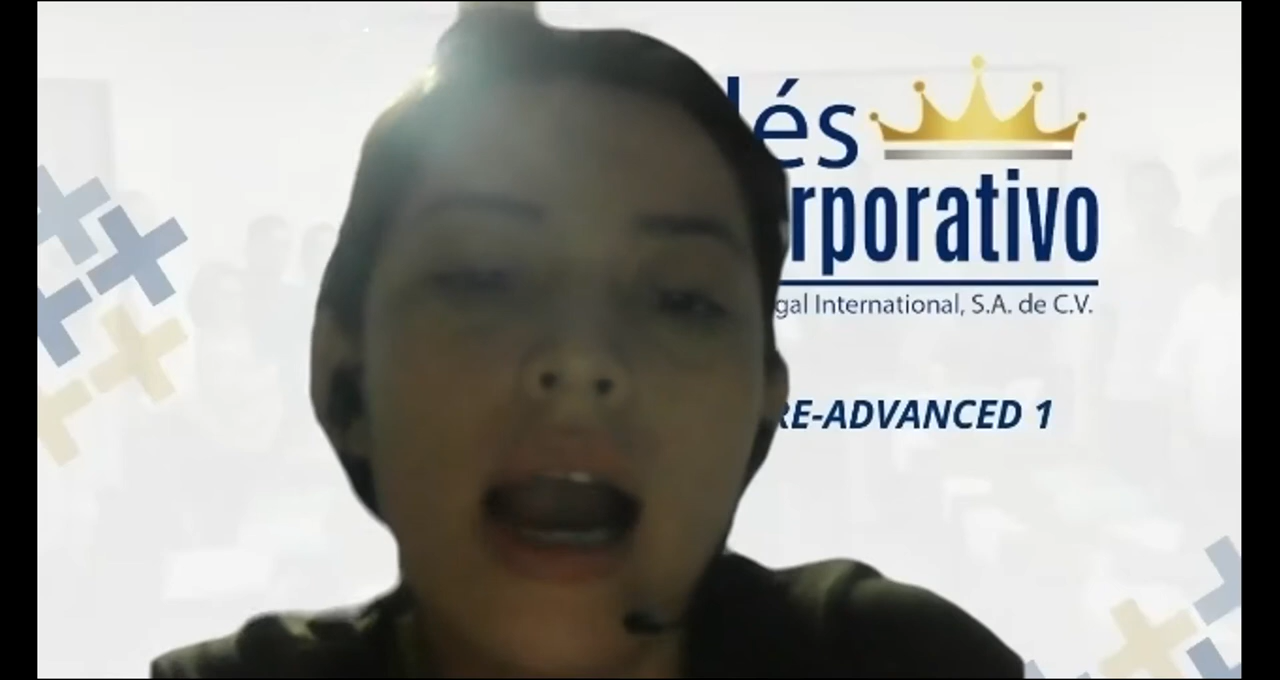 lés
rporativo
gal International, S.A. de C.V.
RE-ADVANCED 1